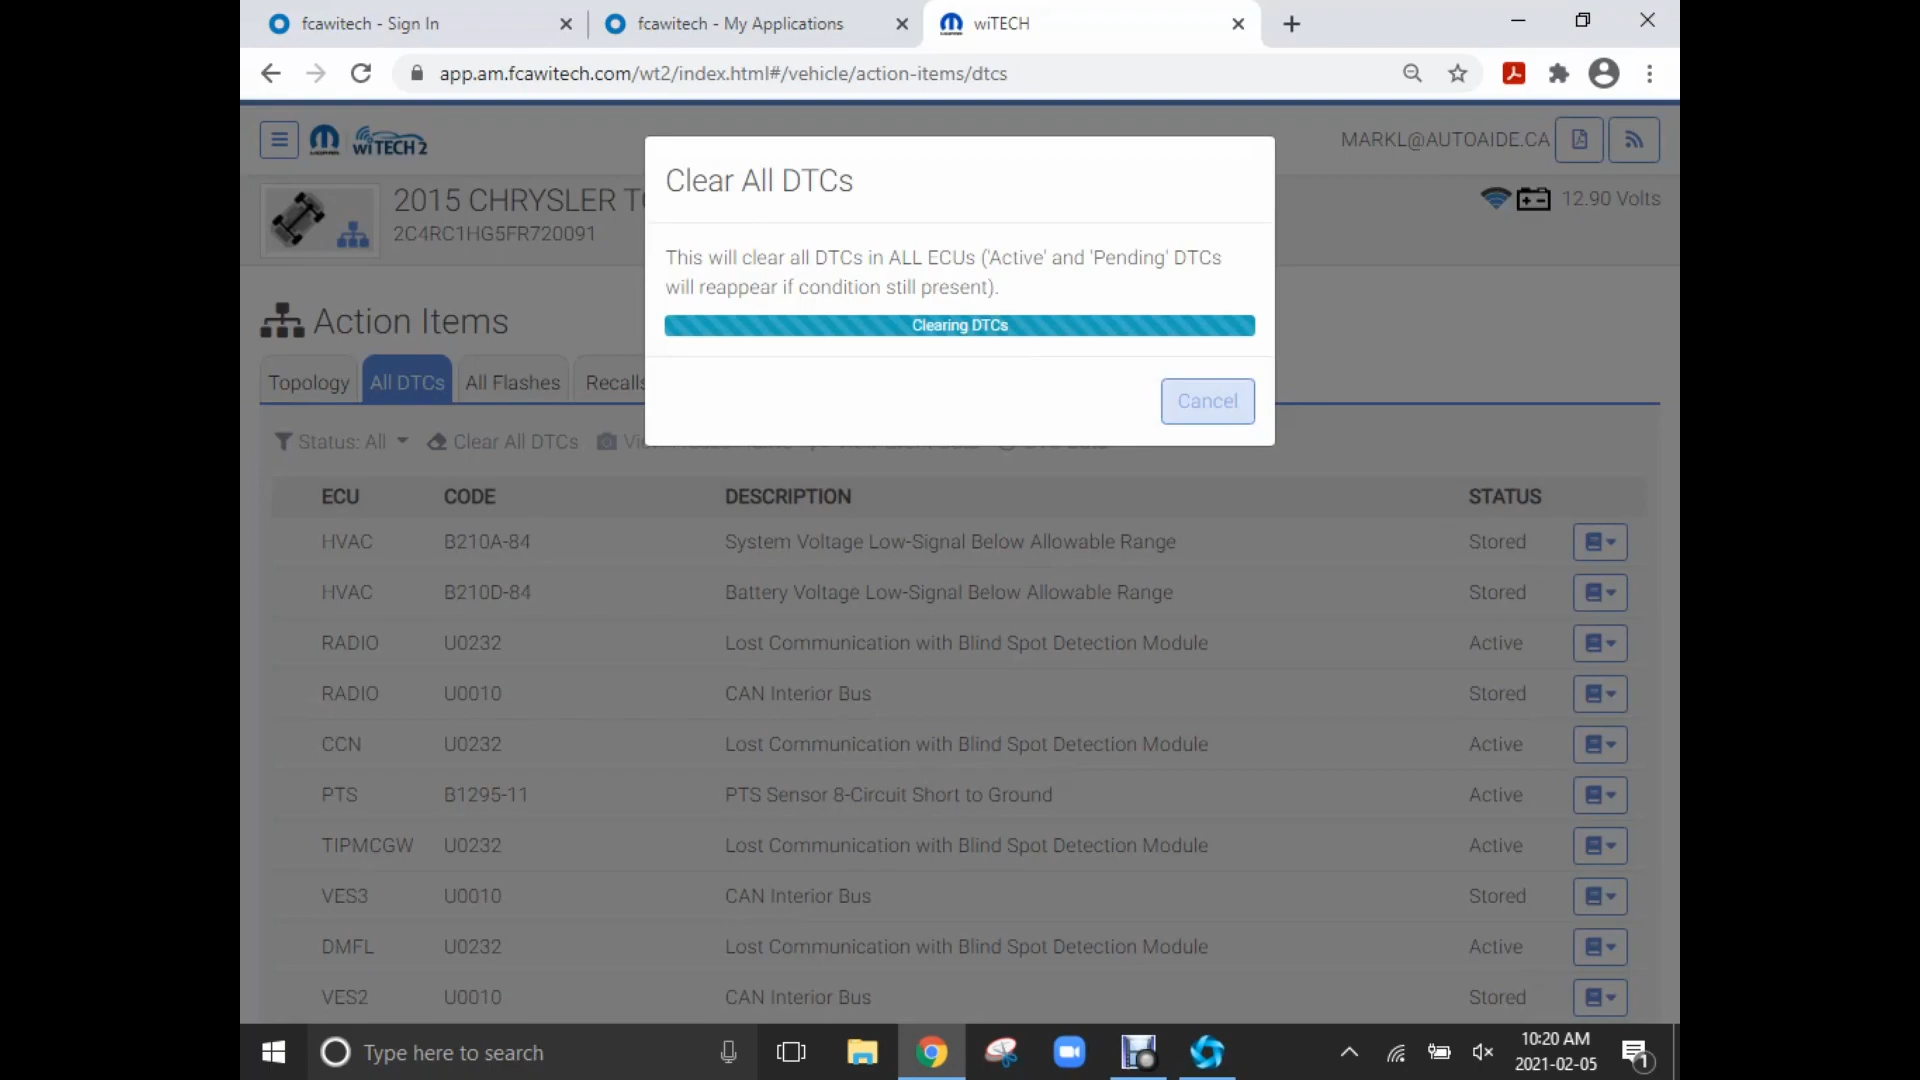 fcawitech - Sign In
fcawitech - My Applications
wiTECH
app.am.fcawitech.com/wt2/index.html#/vehicle/action-items/dtcs
wiTECH 2
MARKL@AUTOAIDE.CA
2015 CHRYSLER T
2C4RC1HG5FR720091
12.90 Volts
Clear All DTCs
This will clear all DTCs in ALL ECUs ('Active' and 'Pending' DTCs
will reappear if condition still present).
Clearing DTCs
Cancel
Action Items
Topology
All DTCs
All Flashes
Recalls
Status: All
Clear All DTCs
ECU CODE DESCRIPTION STATUS
HVAC B210A-84 System Voltage Low-Signal Below Allowable Range Stored
HVAC B210D-84 Battery Voltage Low-Signal Below Allowable Range Stored
RADIO U0232 Lost Communication with Blind Spot Detection Module Active
RADIO U0010 CAN Interior Bus Stored
CCN U0232 Lost Communication with Blind Spot Detection Module Active
PTS B1295-11 PTS Sensor 8-Circuit Short to Ground Active
TIPMCGW U0232 Lost Communication with Blind Spot Detection Module Active
VES3 U0010 CAN Interior Bus Stored
DMFL U0232 Lost Communication with Blind Spot Detection Module Active
VES2 U0010 CAN Interior Bus Stored
Type here to search
10:20 AM
2021-02-05
1